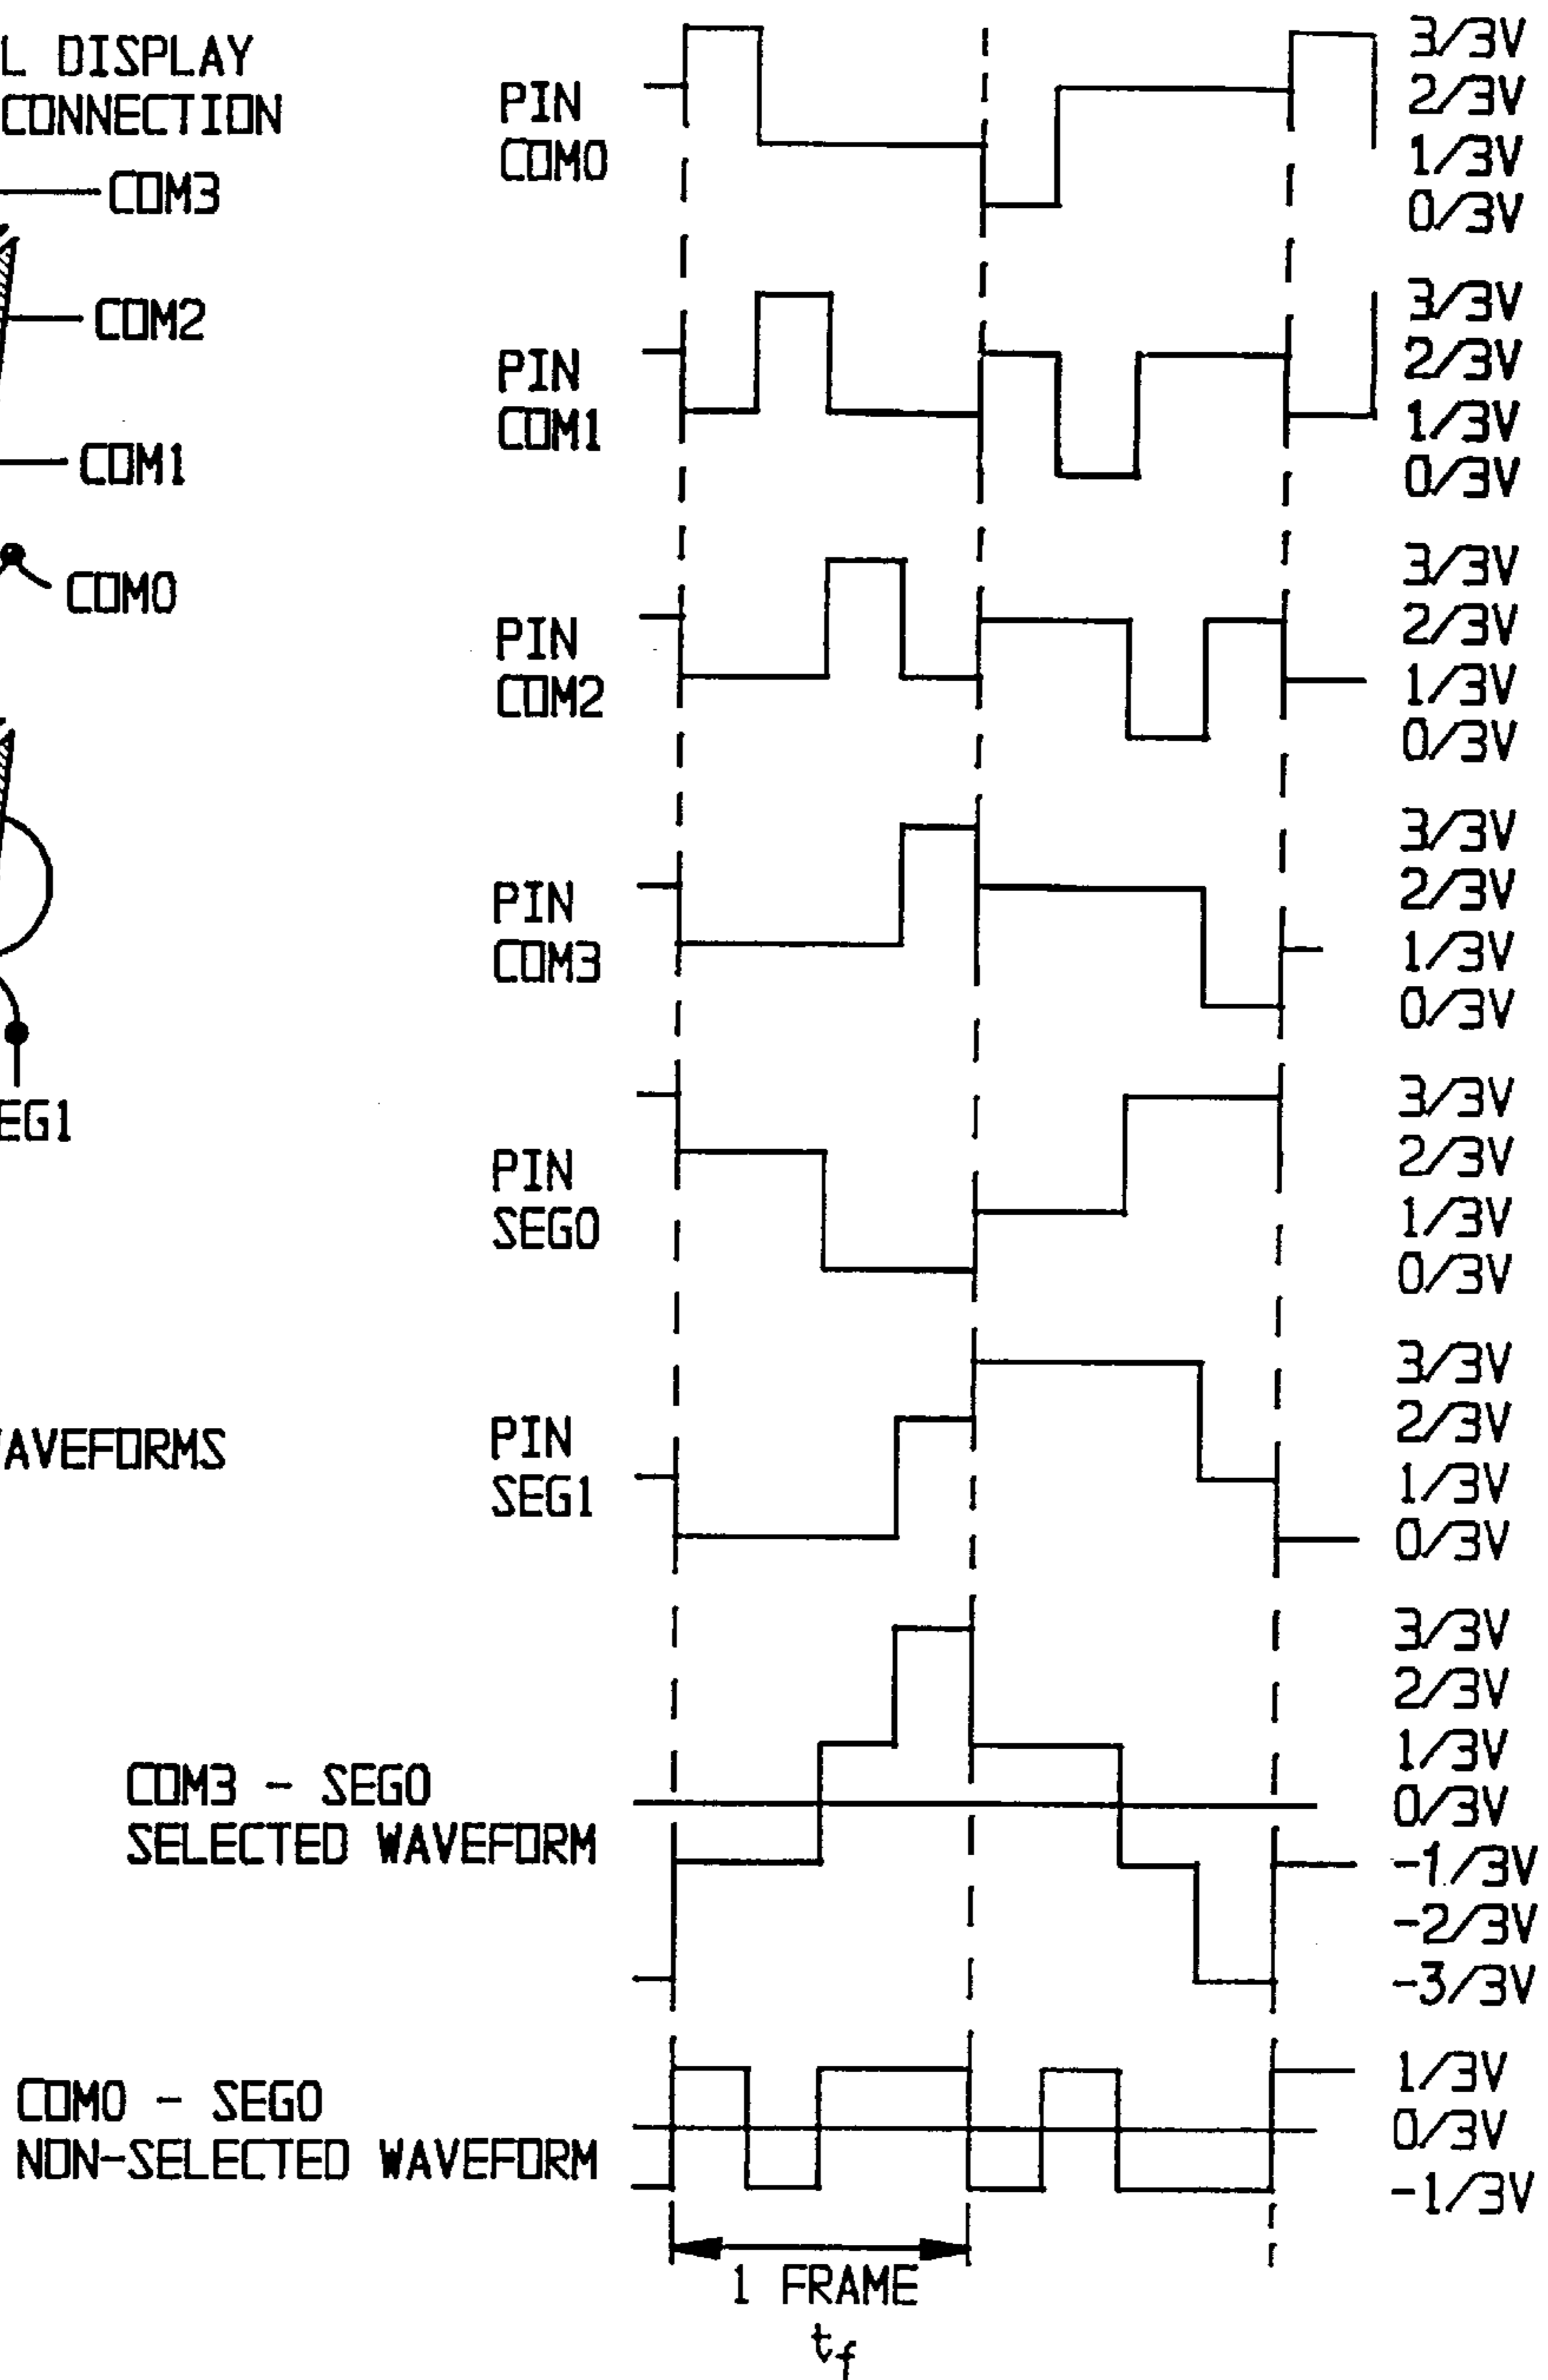 L DISPLAY
CONNECTION
COM3
COM2
COM1
COM0
EG1
AVEFORMS
PIN
COM0
3/3V
2/3V
1/3V
0/3V
PIN
COM1
3/3V
2/3V
1/3V
0/3V
PIN
COM2
3/3V
2/3V
1/3V
0/3V
PIN
COM3
3/3V
2/3V
1/3V
0/3V
PIN
SEG0
3/3V
2/3V
1/3V
0/3V
PIN
SEG1
3/3V
2/3V
1/3V
0/3V
COM3 - SEG0
SELECTED WAVEFORM
3/3V
2/3V
1/3V
0/3V
-1/3V
-2/3V
-3/3V
COM0 - SEG0
NON-SELECTED WAVEFORM
1/3V
0/3V
-1/3V
1 FRAME
tf